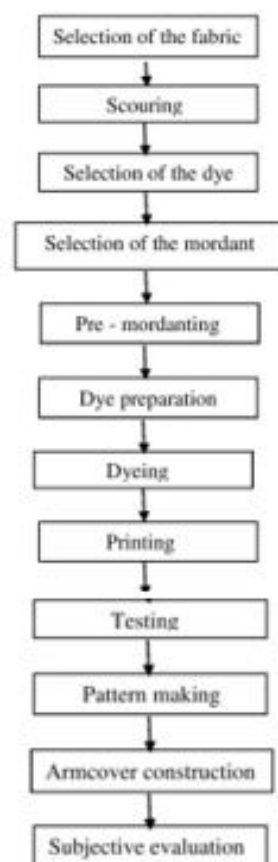 Selection of the fabric
Scouring
Selection of the dye
Selection of the mordant
Pre - mordanting
Dye preparation
Dyeing
Printing
Testing
Pattern making
Armcover construction
Subjective evaluation